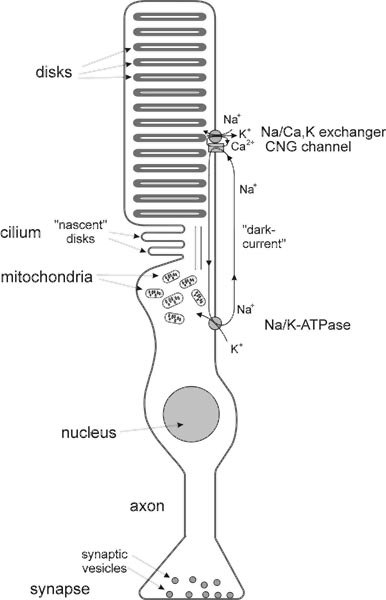 disks
Na⁺
K⁺
Ca²⁺
Na/Ca,K exchanger
CNG channel
Na⁺
cilium
"nascent"
disks
"dark-
current"
mitochondria
Na⁺
Na/K-ATPase
K⁺
nucleus
axon
synaptic
vesicles
synapse